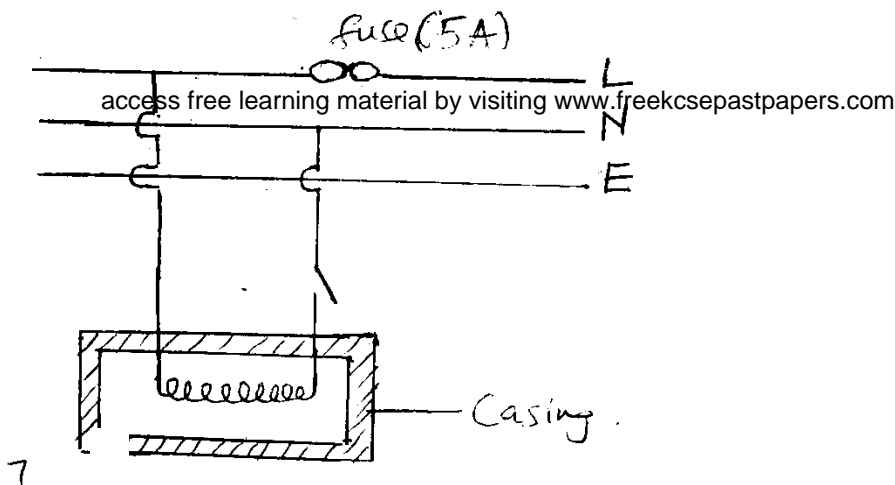 fuse (5A)
L
access free learning material by visiting www.freekcsepastpapers.com
N
E
Casing.
7